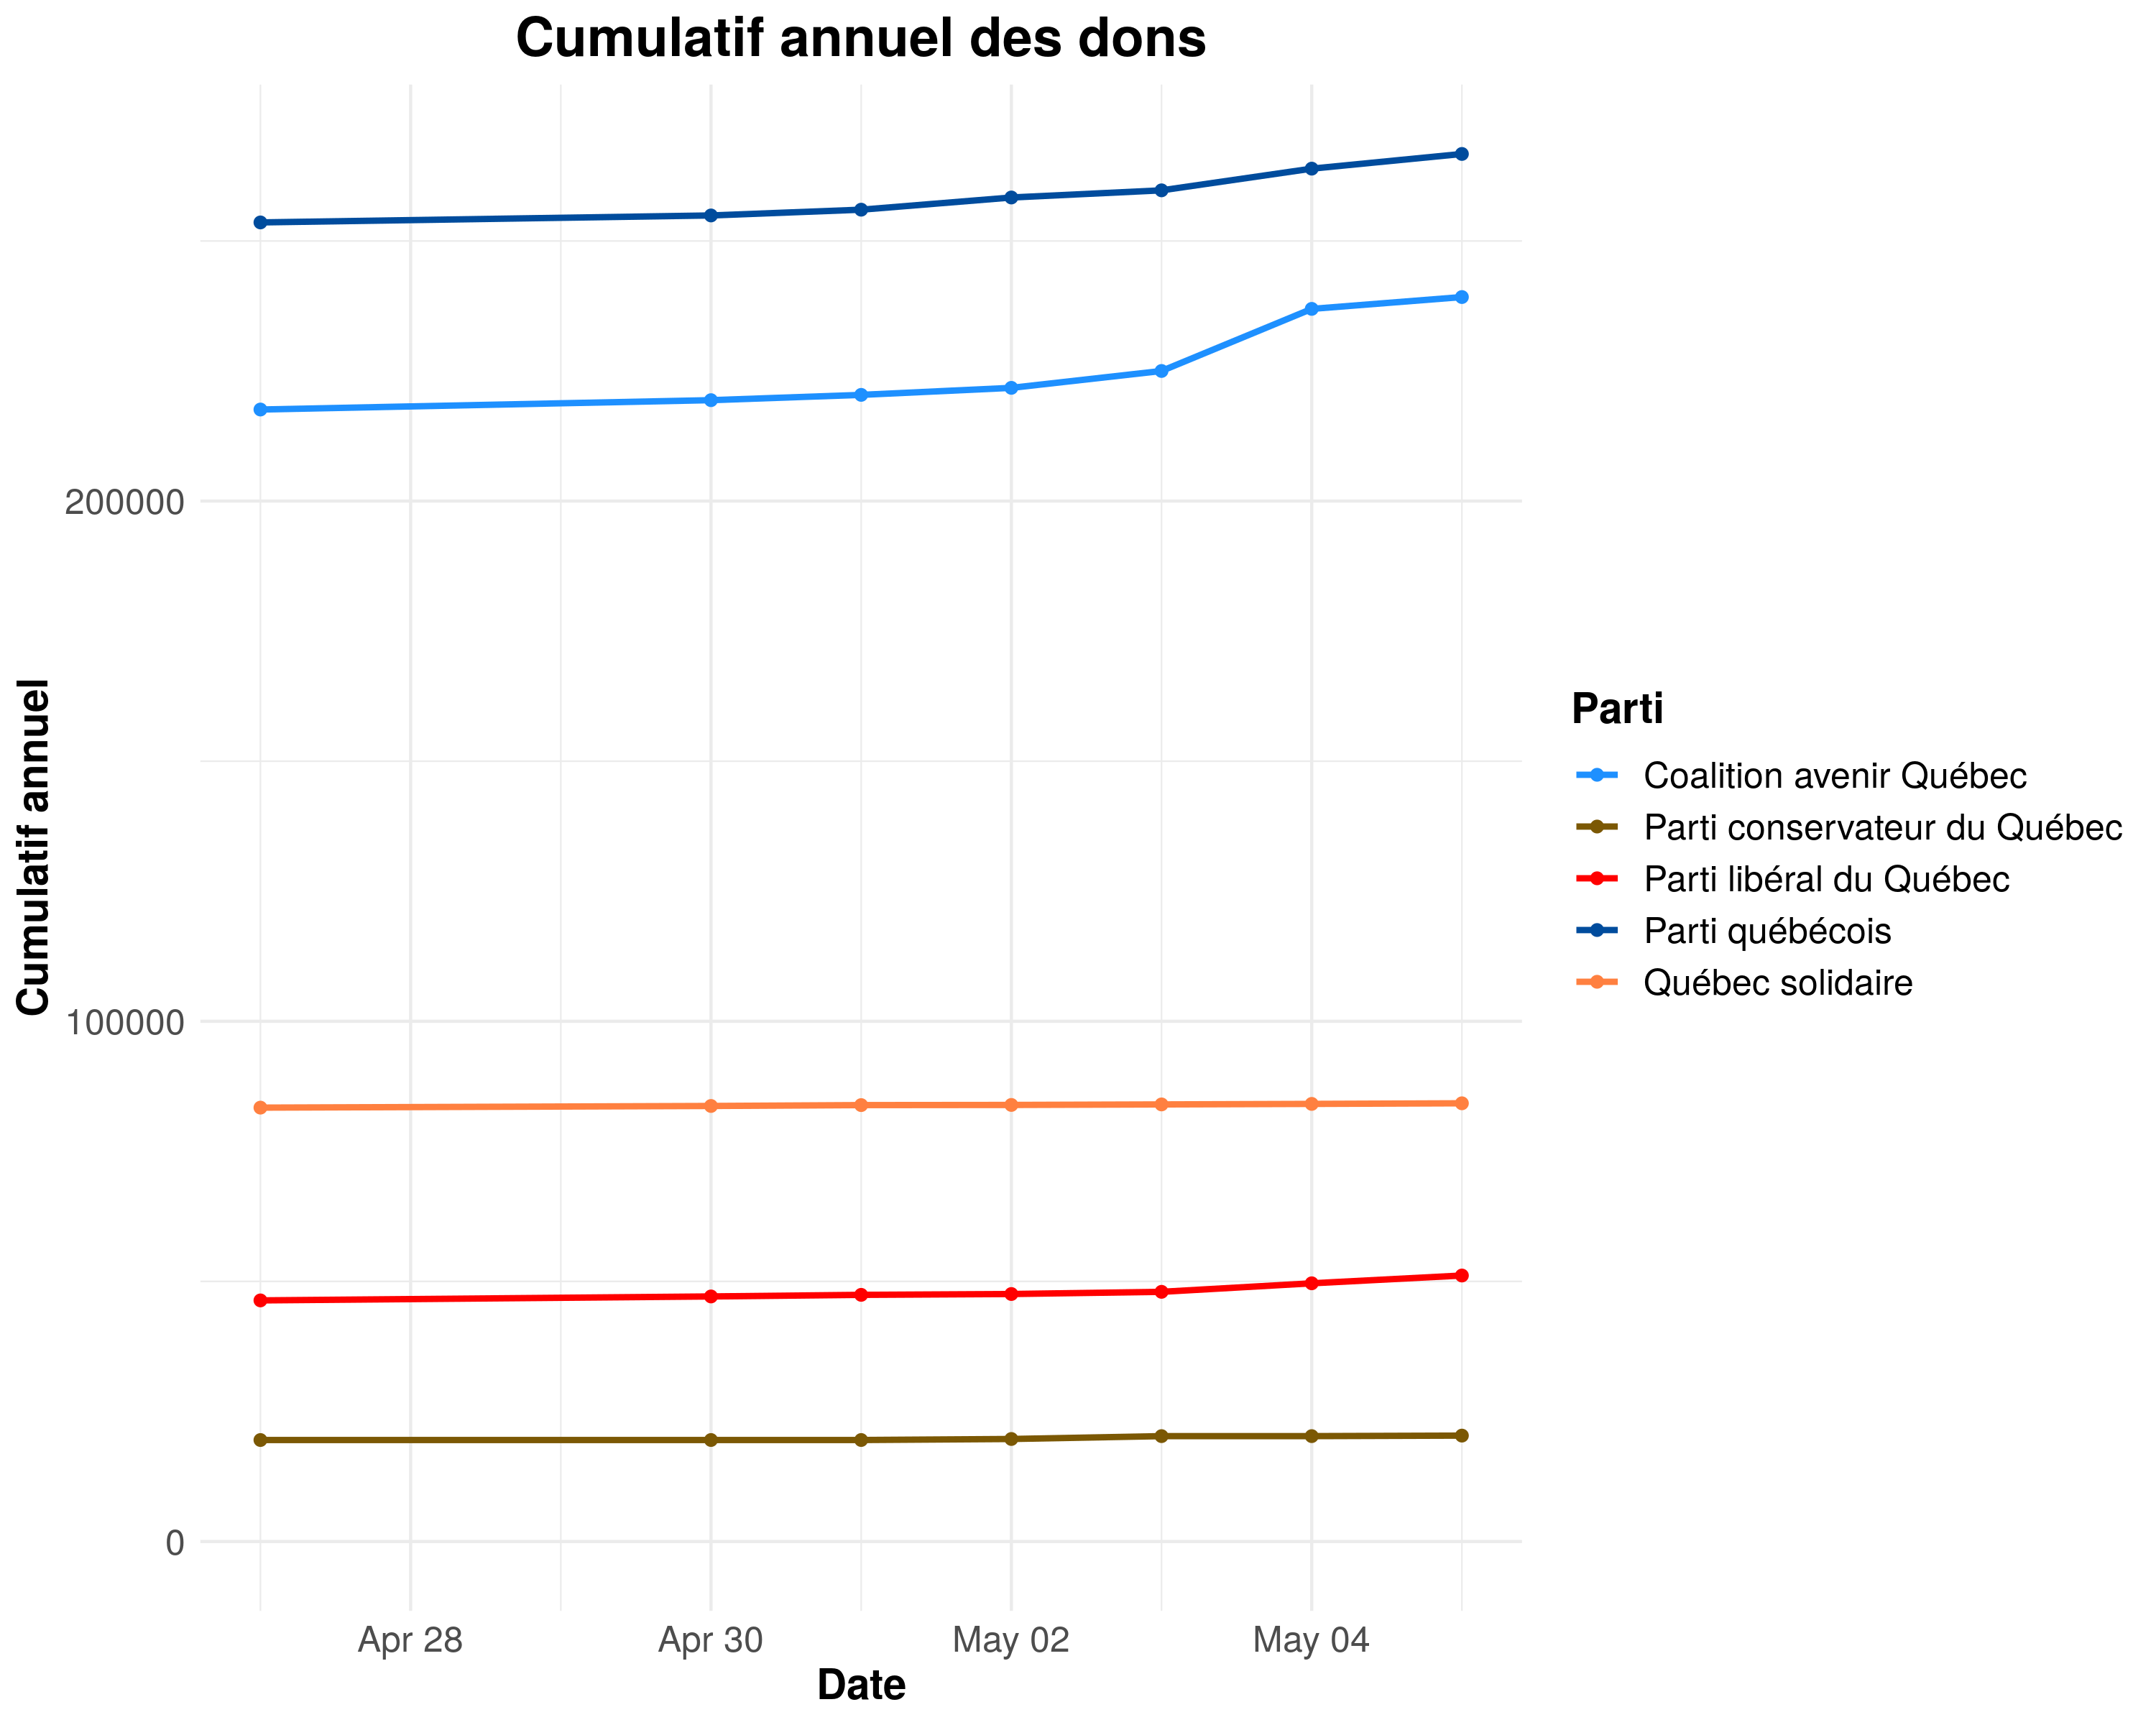 Cumulatif annuel des dons
Cumulatif annuel
200000
100000
0
Apr 28
Apr 30
May 02
May 04
Date
Parti
Coalition avenir Québec
Parti conservateur du Québec
Parti libéral du Québec
Parti québécois
Québec solidaire